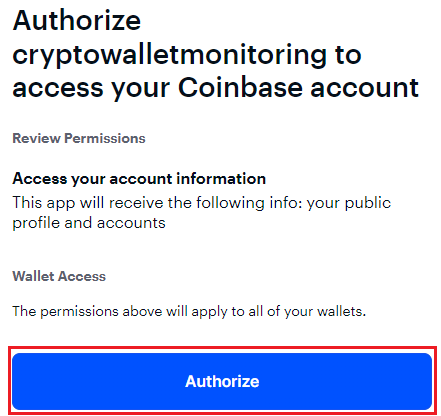 Authorize
cryptowalletmonitoring to
access your Coinbase account
Review Permissions
Access your account information
This app will receive the following info: your public
profile and accounts
Wallet Access
The permissions above will apply to all of your wallets.
Authorize